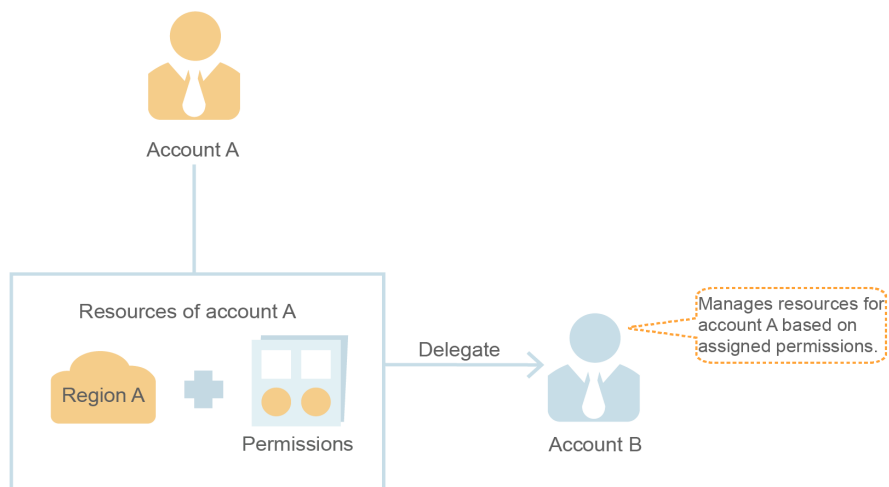 Account A
Resources of account A
Region A
Permissions
Delegate
Manages resources for
account A based on
assigned permissions.
Account B